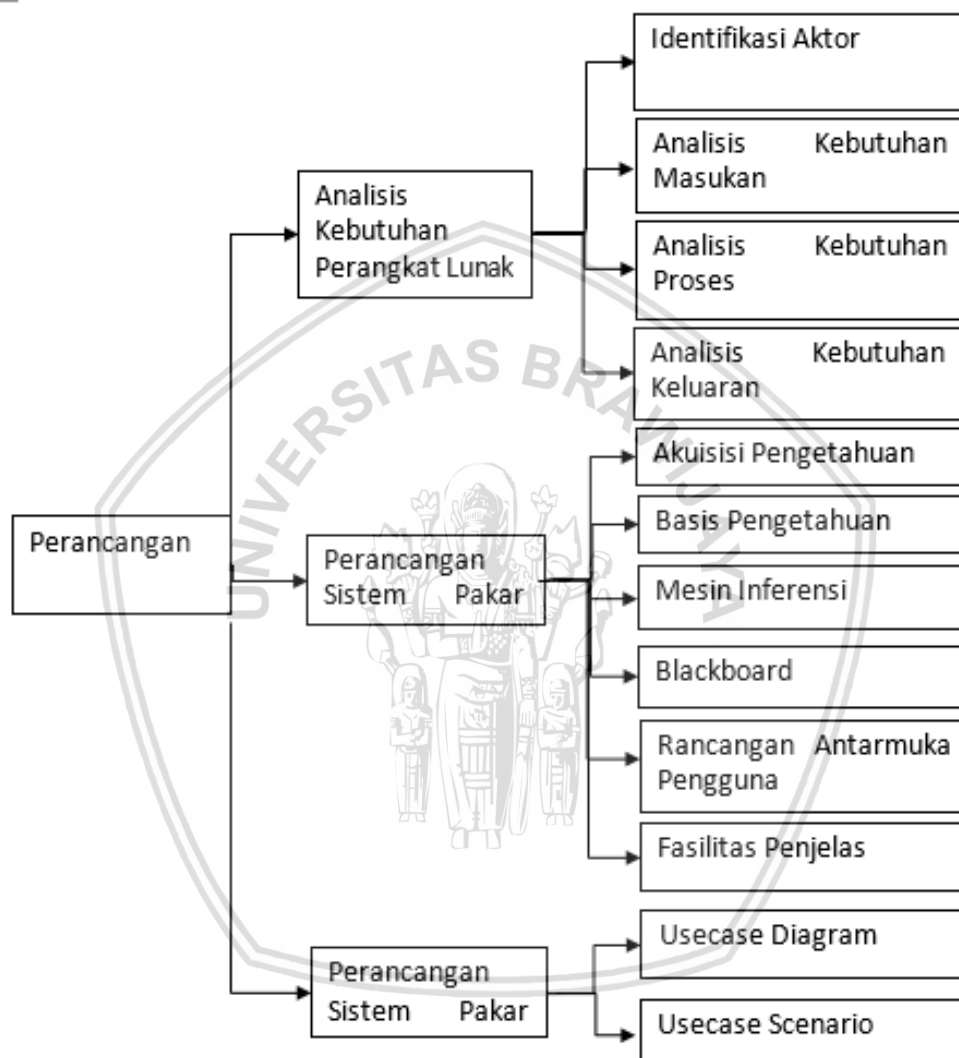 Identifikasi Aktor
Analisis Kebutuhan
Masukan
Analisis
Kebutuhan
Perangkat Lunak
Analisis Kebutuhan
Proses
Analisis Kebutuhan
Keluaran
Perancangan
Akuisisi Pengetahuan
Basis Pengetahuan
Perancangan
Sistem Pakar
Mesin Inferensi
Blackboard
Rancangan Antarmuka
Pengguna
Fasilitas Penjelas
Perancangan
Sistem Pakar
Usecase Diagram
Usecase Scenario
UNIVERSITAS BRAWIJAYA